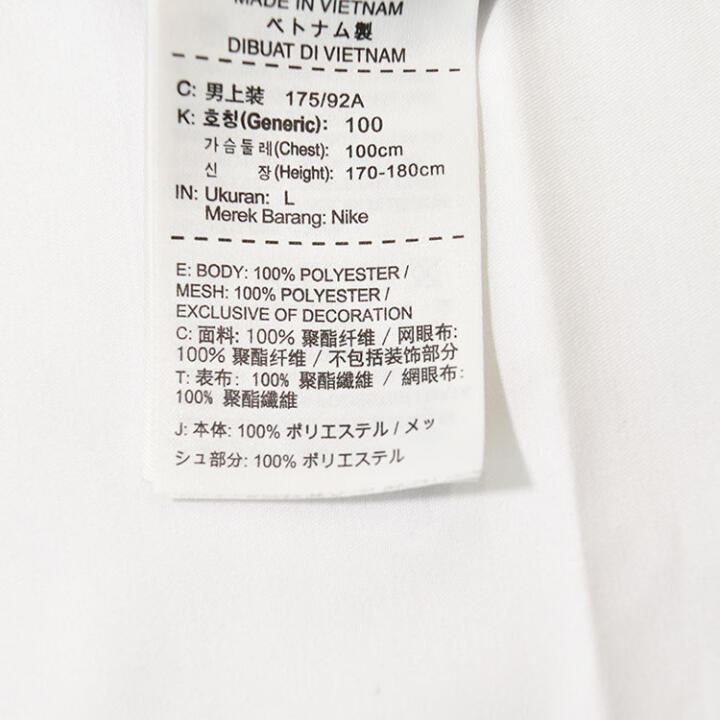 MADE IN VIETNAM
ベトナム製
DIBUAT DI VIETNAM
C: 男上装 175/92A
K: 호칭(Generic): 100
가슴둘레(Chest): 100cm
신 장(Height): 170-180cm
IN: Ukuran: L
Merek Barang: Nike
E: BODY: 100% POLYESTER /
MESH: 100% POLYESTER /
EXCLUSIVE OF DECORATION
C: 面料: 100% 聚酯纤维 / 网眼布:
100% 聚酯纤维 / 不包括装饰部分
T: 表布: 100% 聚酯纖維 / 網眼布:
100% 聚酯纖維
J: 本体: 100% ポリエステル / メッ
シュ部分: 100% ポリエステル